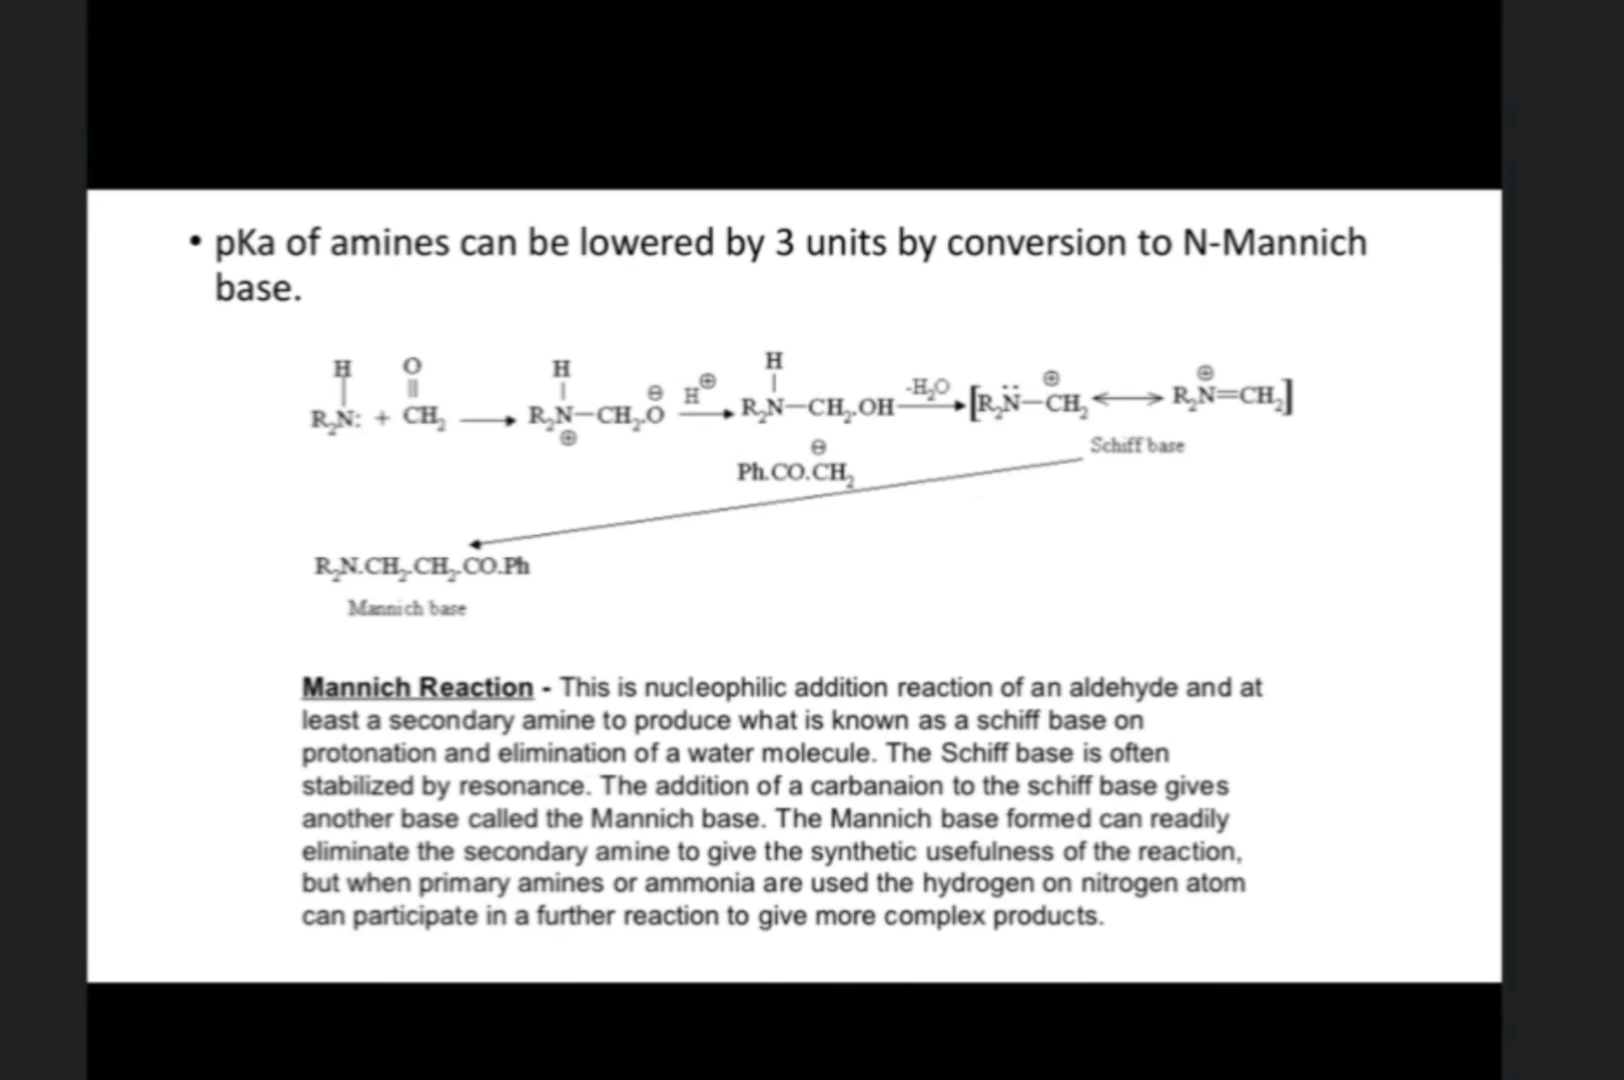 • pKa of amines can be lowered by 3 units by conversion to N-Mannich
base.
H O H H
R₂N: + CH₂ → R₂N–CH₂.O ⊖ H⊕ → R₂N–CH₂.OH -H₂O → [R₂N̈–CH₂⊕ ↔ R₂N⊕=CH₂]
⊕
Schiff base
⊖
Ph.CO.CH₂
R₂N.CH₂.CH₂.CO.Ph
Mannich base
Mannich Reaction - This is nucleophilic addition reaction of an aldehyde and at
least a secondary amine to produce what is known as a schiff base on
protonation and elimination of a water molecule. The Schiff base is often
stabilized by resonance. The addition of a carbanaion to the schiff base gives
another base called the Mannich base. The Mannich base formed can readily
eliminate the secondary amine to give the synthetic usefulness of the reaction,
but when primary amines or ammonia are used the hydrogen on nitrogen atom
can participate in a further reaction to give more complex products.